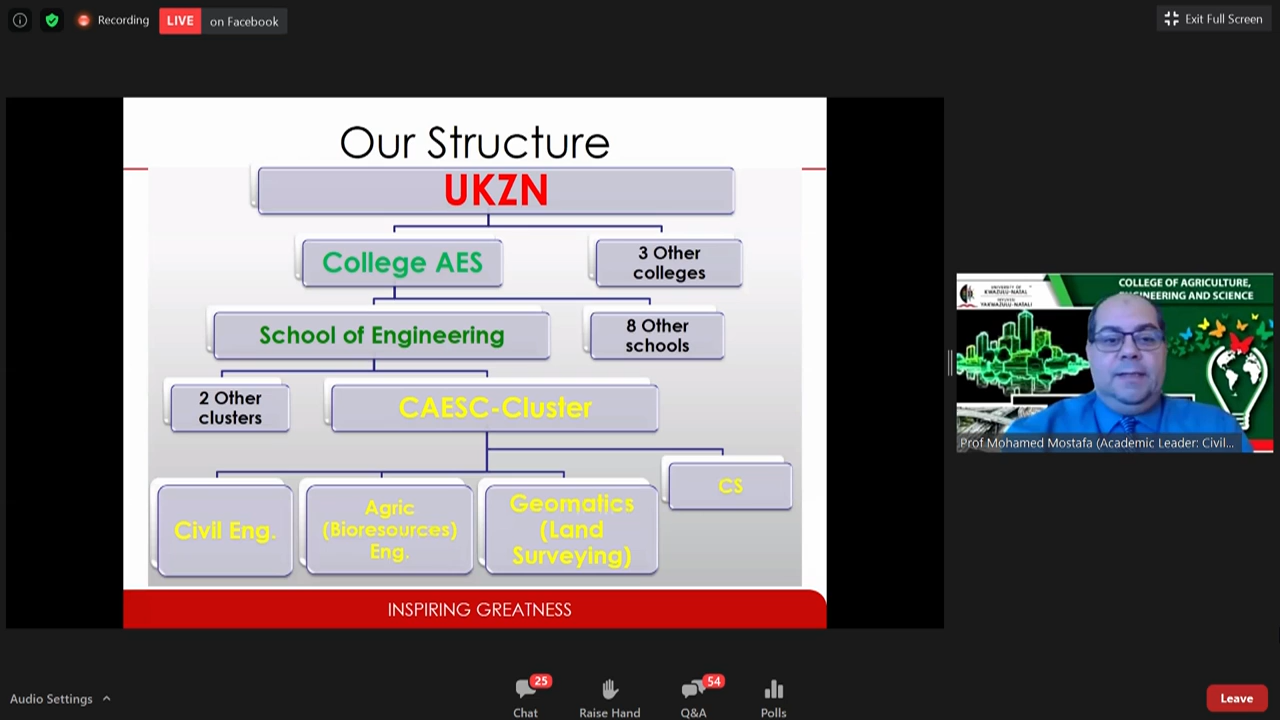 Recording
LIVE on Facebook
Exit Full Screen
Our Structure
UKZN
College AES
3 Other
colleges
School of Engineering
8 Other
schools
2 Other
clusters
CAESC-Cluster
Civil Eng.
Agric
(Bioresources)
Eng.
Geomatics
(Land
Surveying)
CS
INSPIRING GREATNESS
UNIVERSITY OF
KWAZULU-NATAL
INYUVESI
YAKWAZULU-NATALI
COLLEGE OF AGRICULTURE,
ENGINEERING AND SCIENCE
Prof Mohamed Mostafa (Academic Leader: Civil...
Audio Settings
25
Chat
Raise Hand
54
Q&A
Polls
Leave